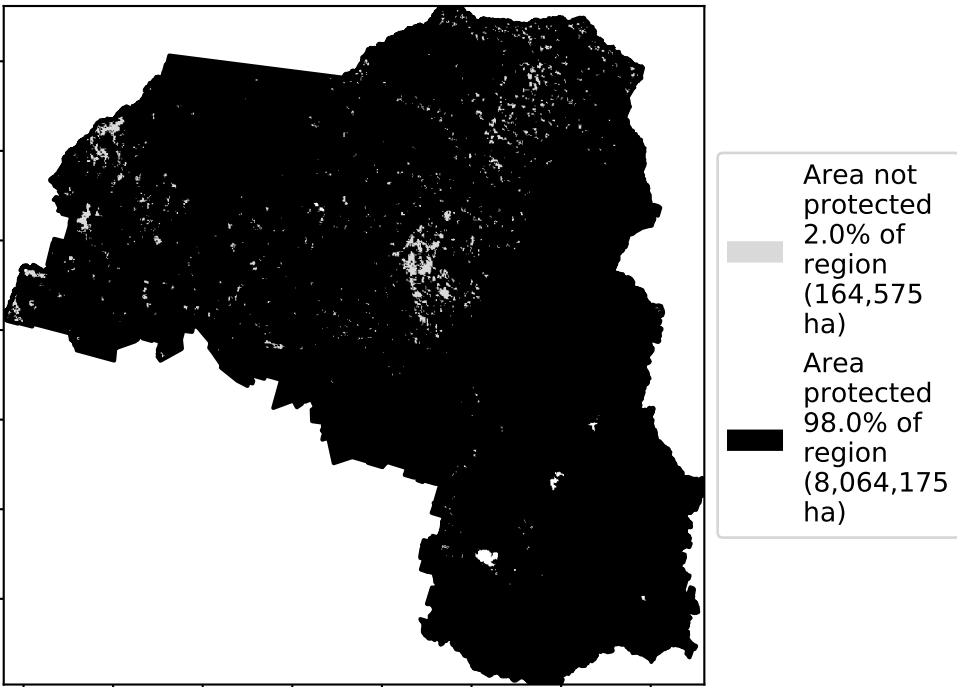 Area not
protected
2.0% of
region
(164,575
ha)
Area
protected
98.0% of
region
(8,064,175
ha)